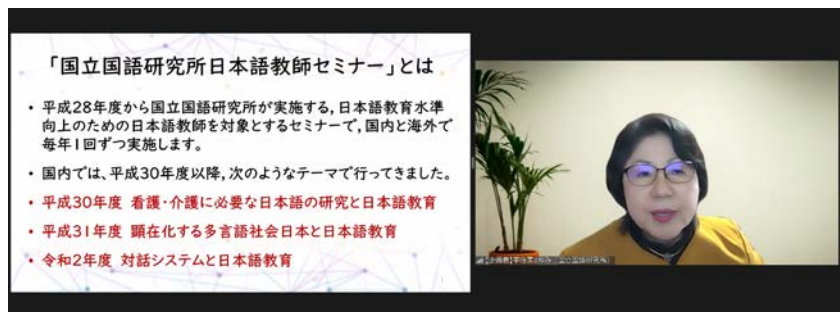 「国立国語研究所日本語教師セミナー」とは
• 平成28年度から国立国語研究所が実施する，日本語教育水準
向上のための日本語教師を対象とするセミナーで，国内と海外で
毎年1回ずつ実施します。
• 国内では、平成30年度以降，次のようなテーマで行ってきました。
• 平成30年度 看護・介護に必要な日本語の研究と日本語教育
• 平成31年度 顕在化する多言語社会日本と日本語教育
• 令和2年度 対話システムと日本語教育